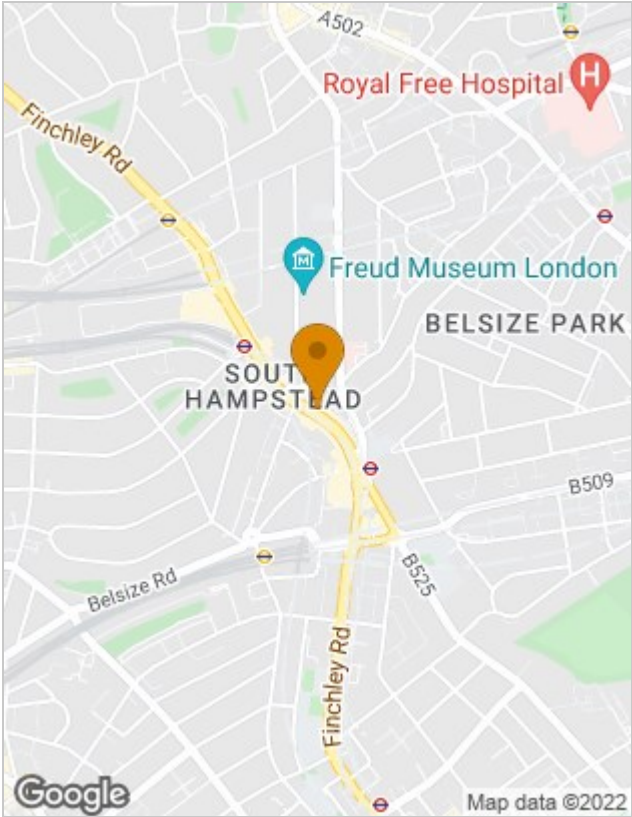 A502
Royal Free Hospital
H
Finchley Rd
M
Freud Museum London
BELSIZE PARK
SOUTH
HAMPSTEAD
B509
Belsize Rd
B525
Finchley Rd
Google
Map data ©2022